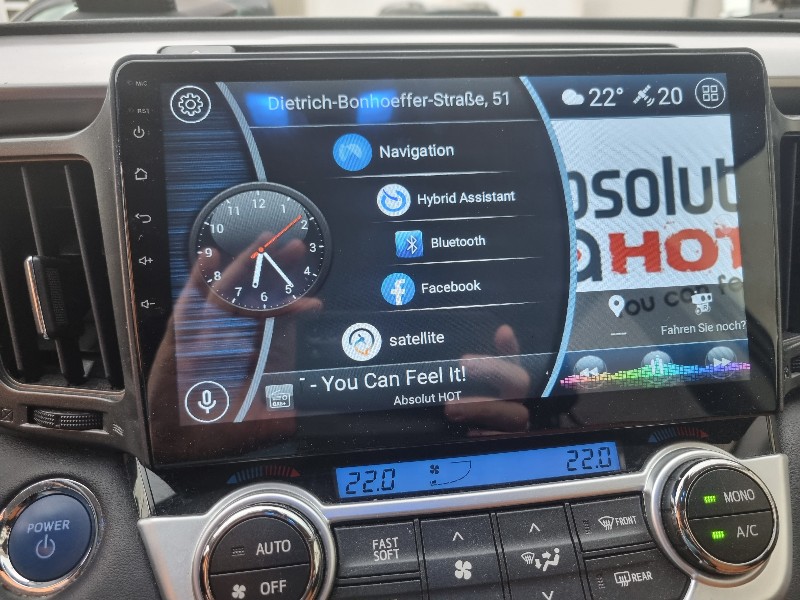 MIC
RST
Dietrich-Bonhoeffer-Straße, 51
22° 20
Navigation
Hybrid Assistant
Bluetooth
Facebook
satellite
12
1
2
3
4
5
6
7
8
9
10
11
bsolut
HOT
you can fe
Fahren Sie noch?
- You Can Feel It!
Absolut HOT
22.0
22.0
POWER
AUTO
OFF
FAST
SOFT
FRONT
REAR
MONO
A/C